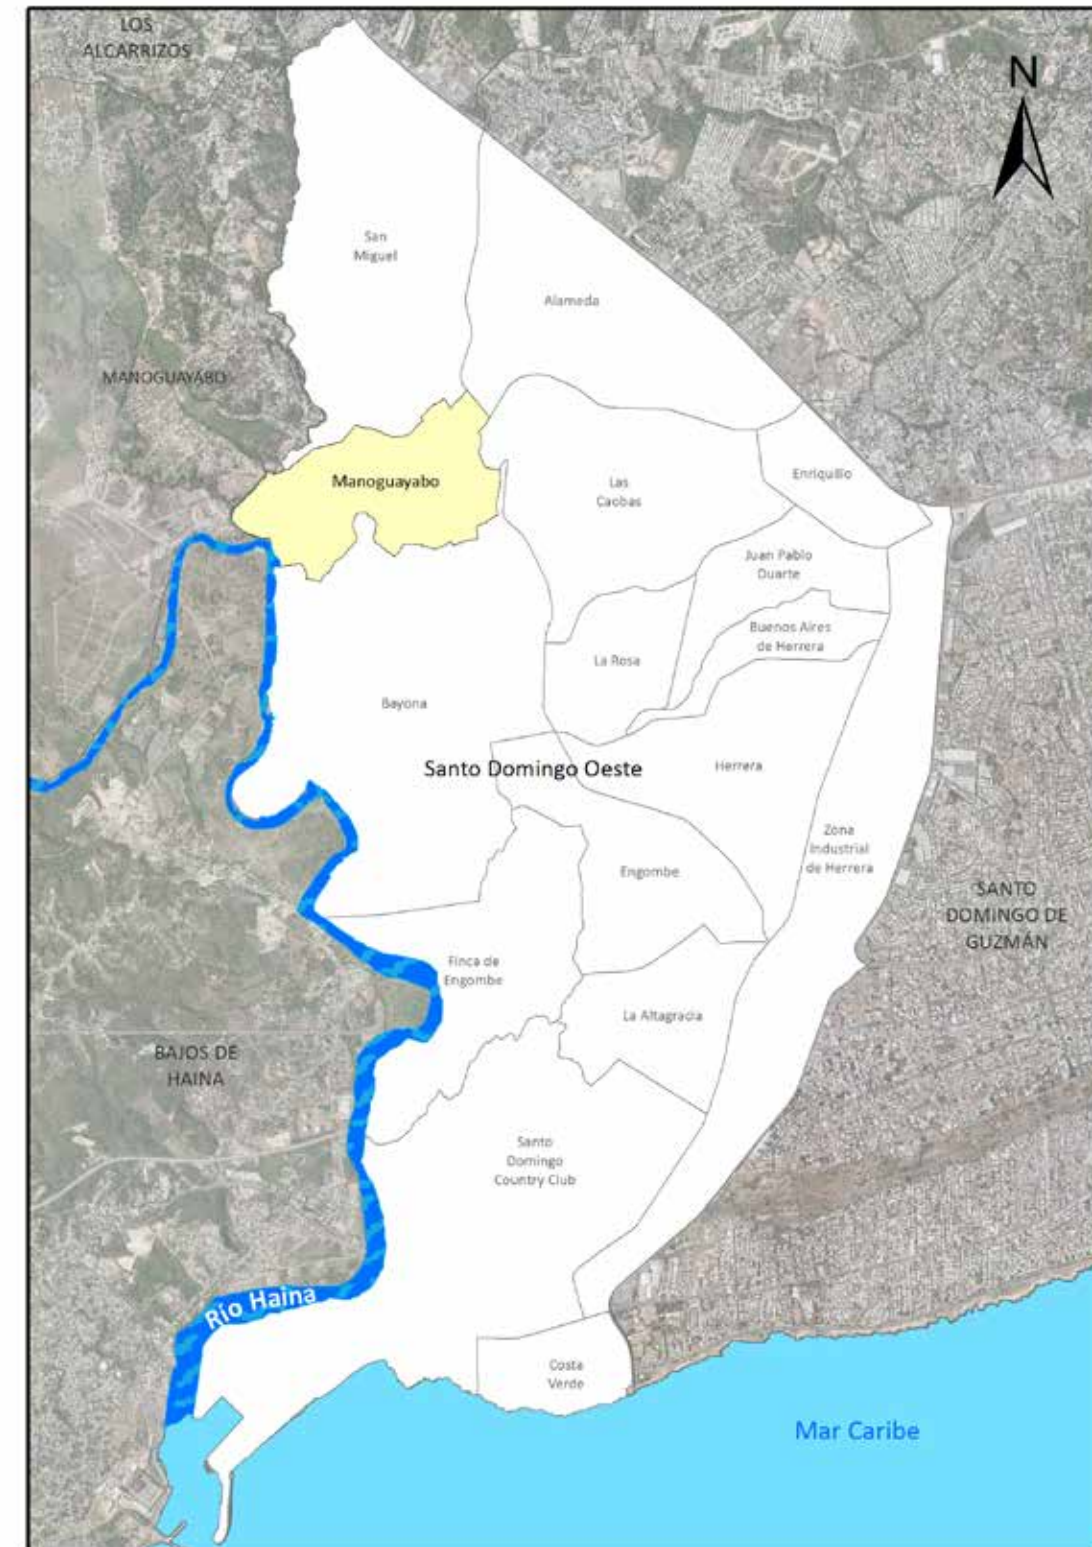 LOS
ALCARRIZOS
N
San
Miguel
Alameda
MANOGUAYABO
Manoguayabo
Las
Caobas
Enriquillo
Juan Pablo
Duarte
Buenos Aires
de Herrera
La Rosa
Bayona
Santo Domingo Oeste
Herrera
Zona
Industrial
de Herrera
Engombe
SANTO
DOMINGO DE
GUZMÁN
Finca de
Engombe
La Altagracia
BAJOS DE
HAINA
Santo
Domingo
Country Club
Río Haina
Costa
Verde
Mar Caribe